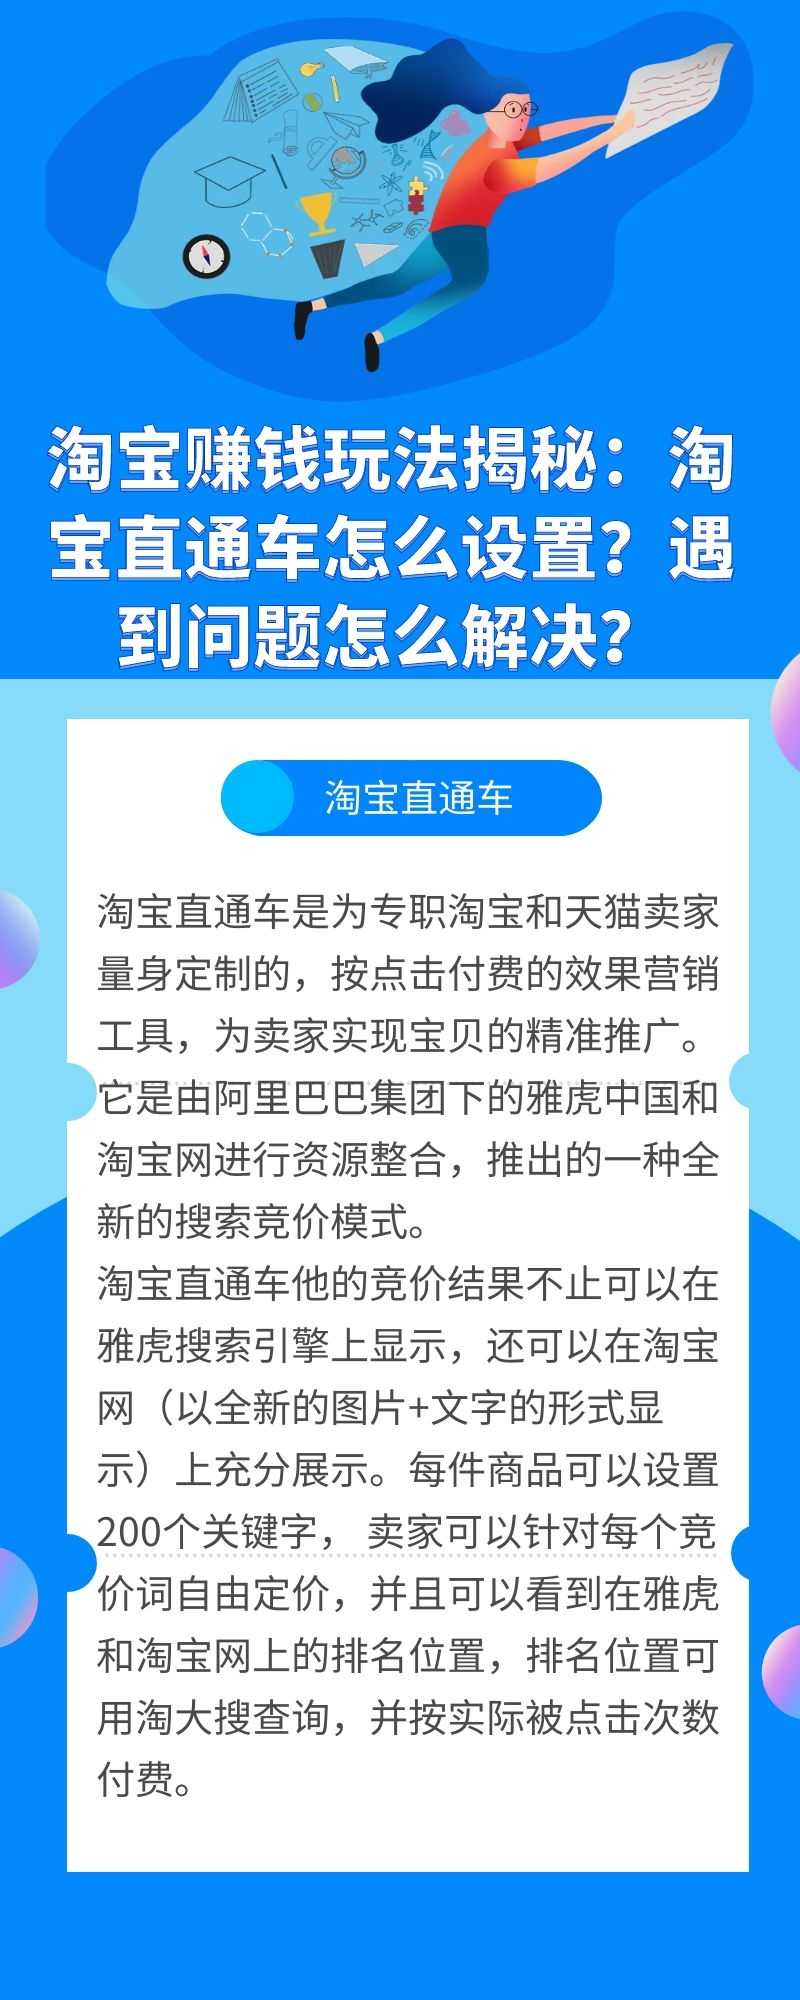 淘宝赚钱玩法揭秘：淘
宝直通车怎么设置？遇
到问题怎么解决？
淘宝直通车
淘宝直通车是为专职淘宝和天猫卖家
量身定制的，按点击付费的效果营销
工具，为卖家实现宝贝的精准推广。
它是由阿里巴巴集团下的雅虎中国和
淘宝网进行资源整合，推出的一种全
新的搜索竞价模式。
淘宝直通车他的竞价结果不止可以在
雅虎搜索引擎上显示，还可以在淘宝
网（以全新的图片+文字的形式显
示）上充分展示。每件商品可以设置
200个关键字， 卖家可以针对每个竞
价词自由定价，并且可以看到在雅虎
和淘宝网上的排名位置，排名位置可
用淘大搜查询，并按实际被点击次数
付费。